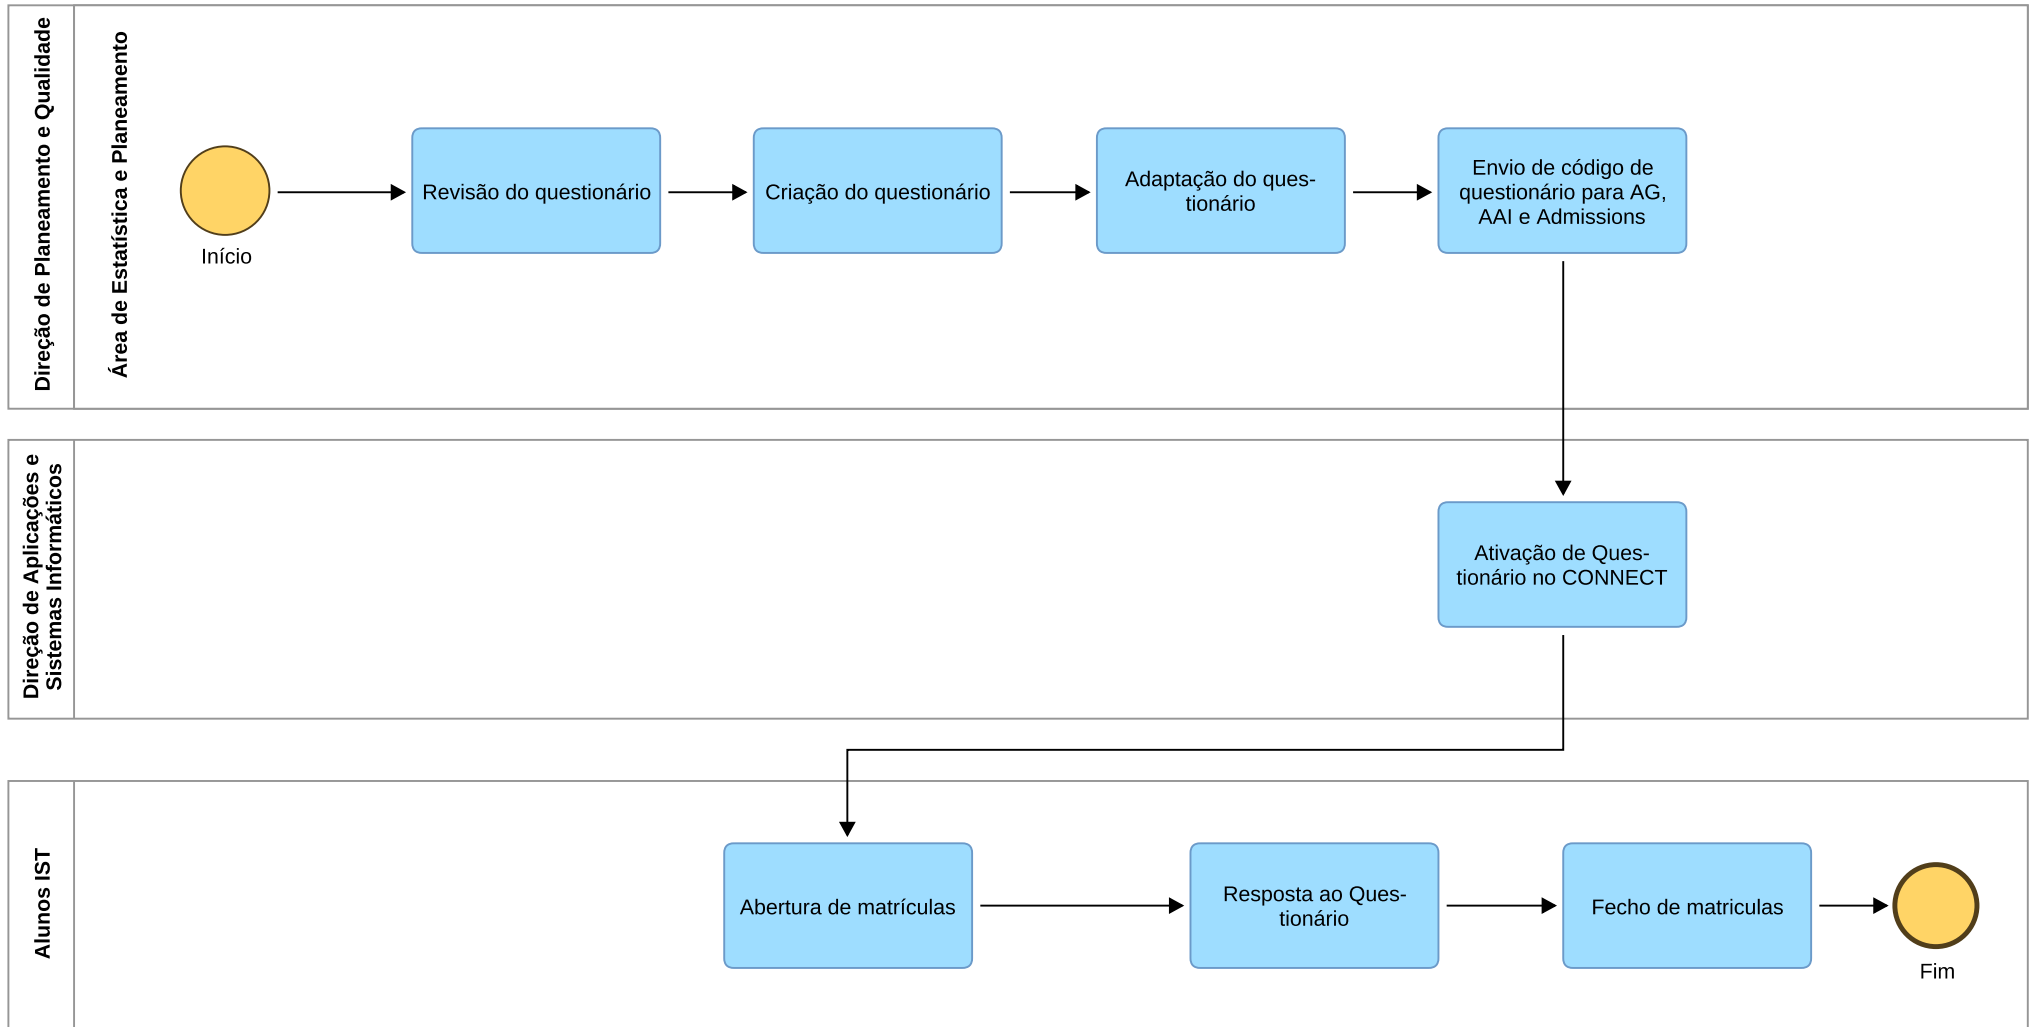 Direção de Planeamento e Qualidade
Área de Estatística e Planeamento
Início
Revisão do questionário
Criação do questionário
Adaptação do ques-
tionário
Envio de código de
questionário para AG,
AAI e Admissions
Direção de Aplicações e
Sistemas Informáticos
Ativação de Ques-
tionário no CONNECT
Alunos IST
Abertura de matrículas
Resposta ao Ques-
tionário
Fecho de matriculas
Fim